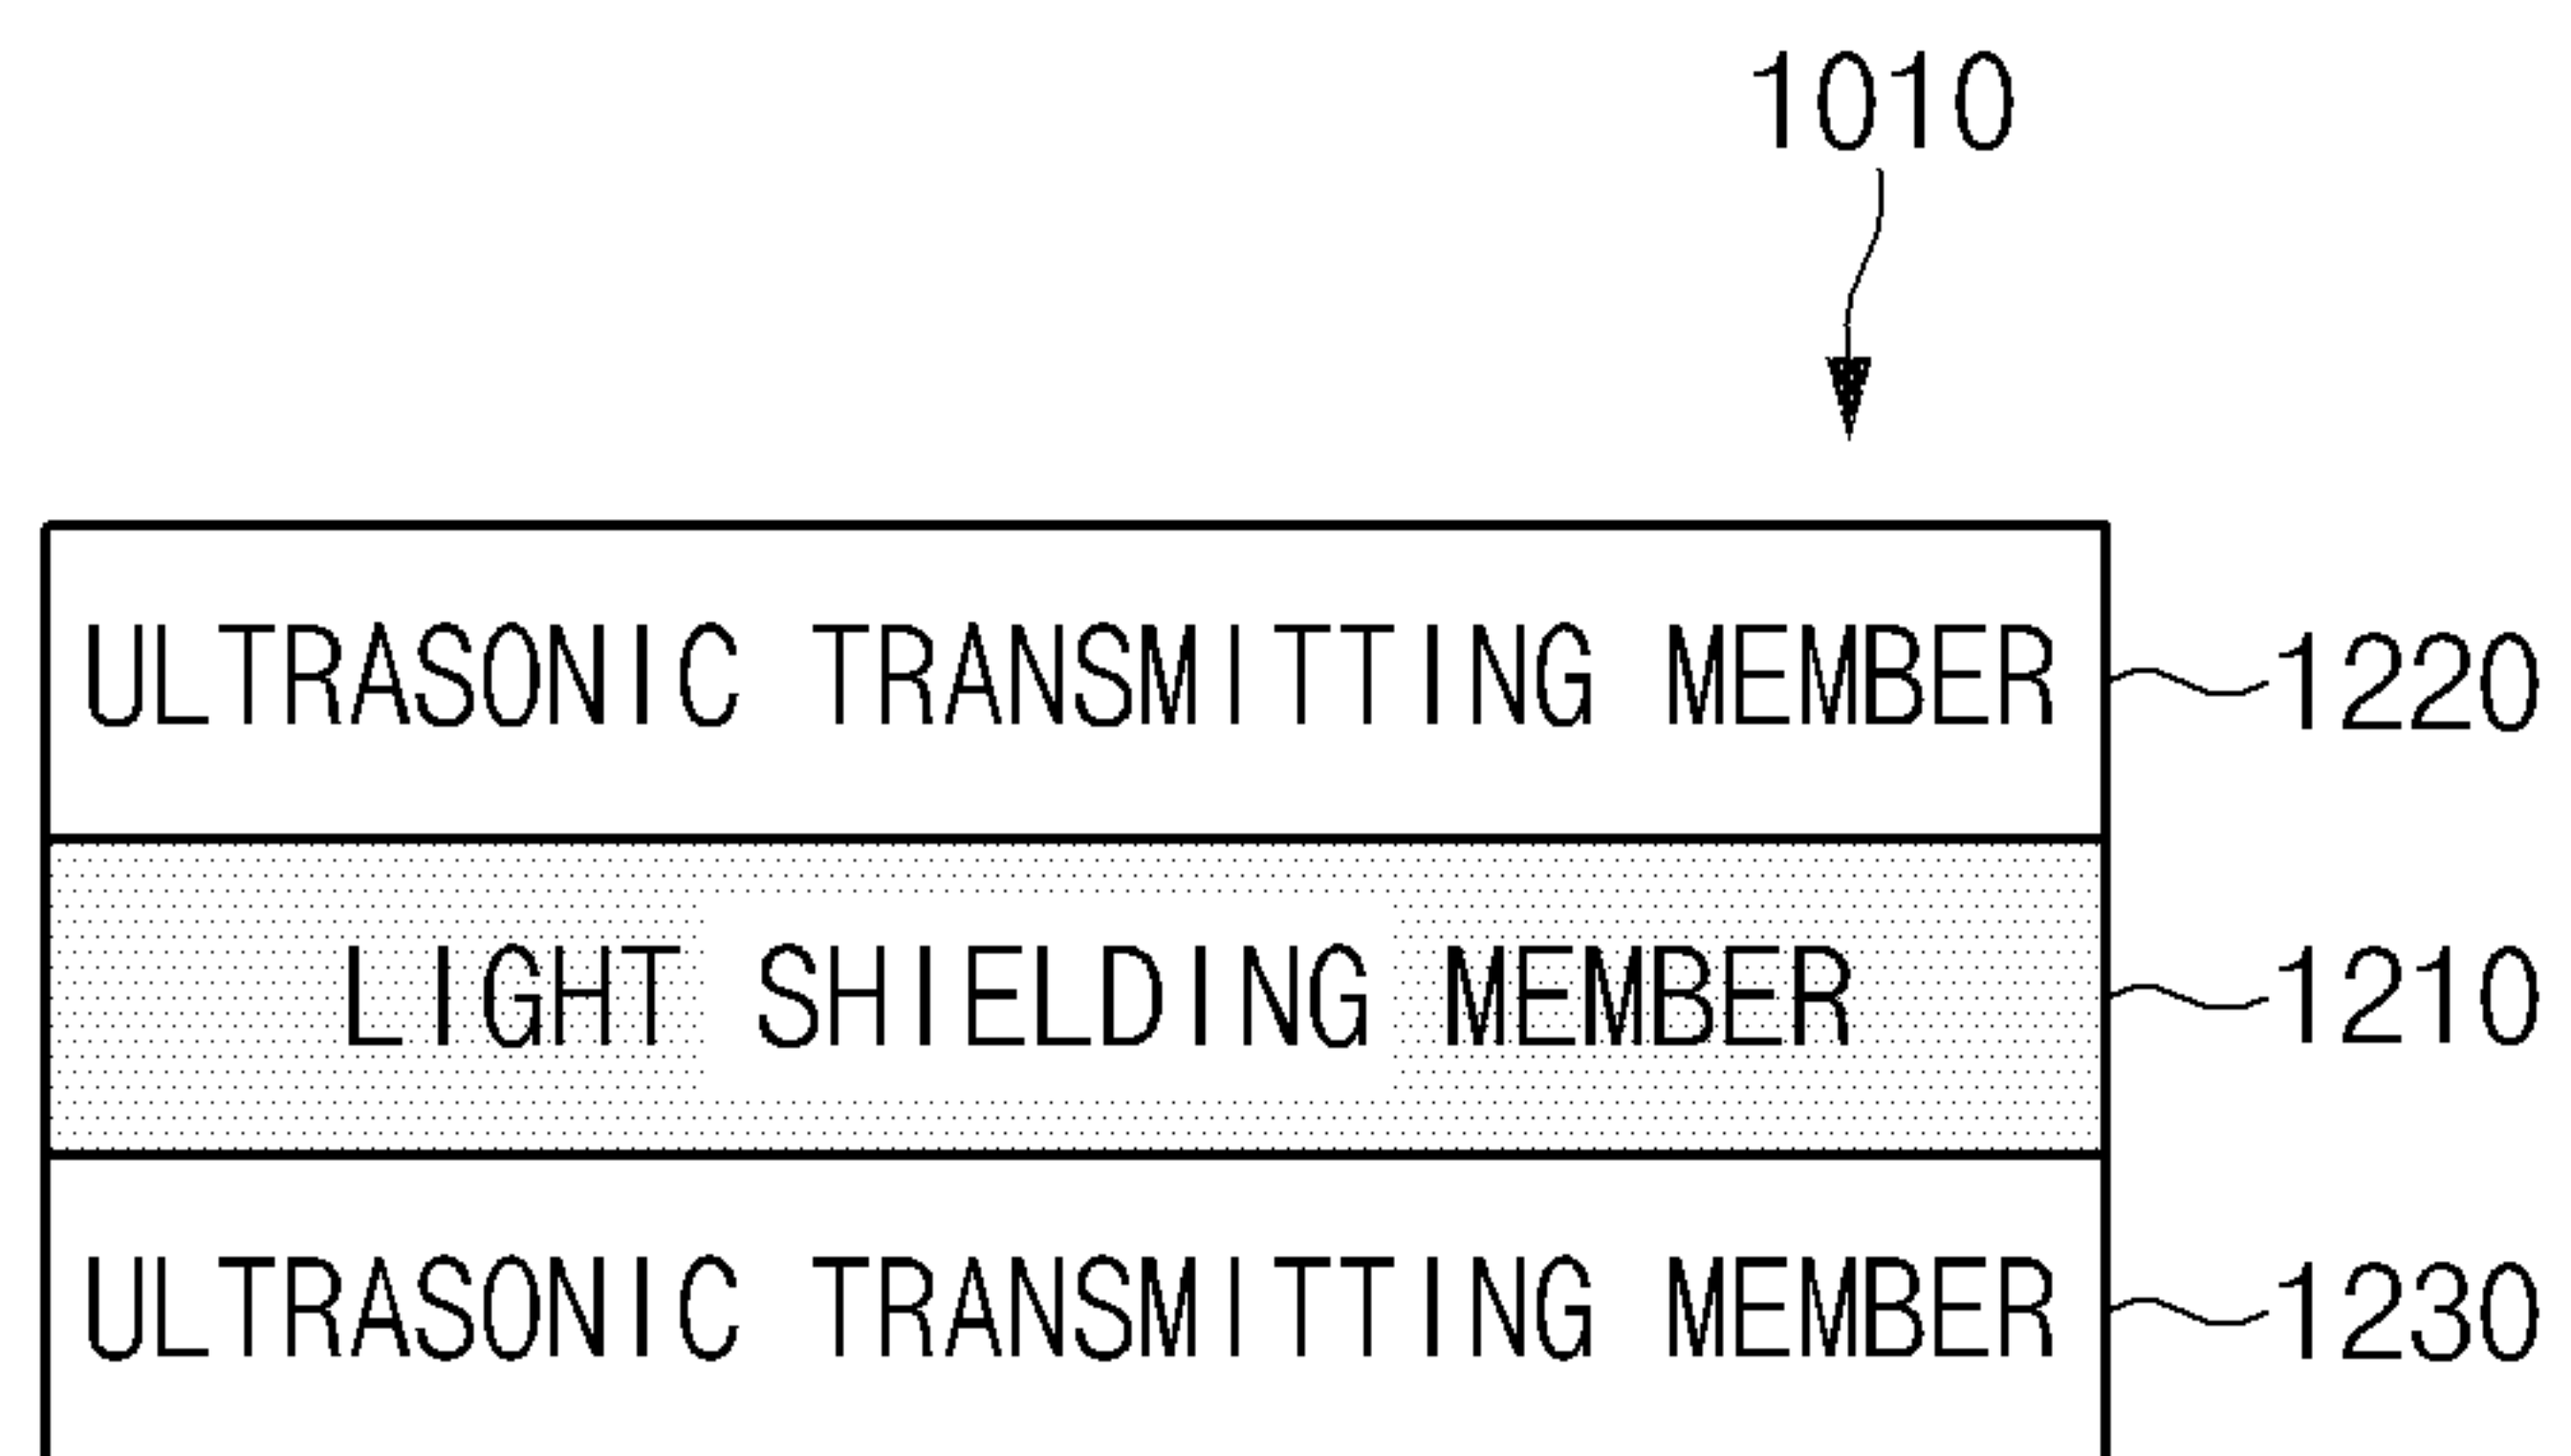 1010
ULTRASONIC TRANSMITTING MEMBER 1220
LIGHT SHIELDING MEMBER 1210
ULTRASONIC TRANSMITTING MEMBER 1230